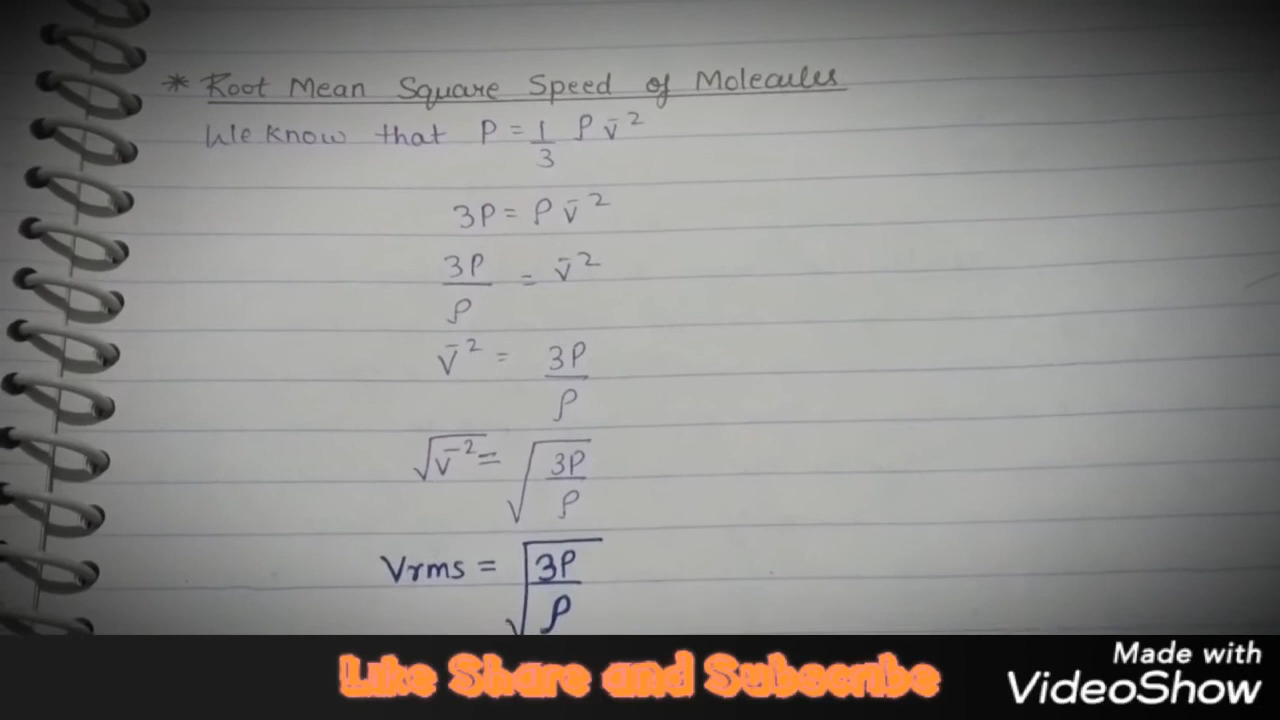 * Root Mean Square Speed of Molecules
We know that P = 1/3 ρ v̄²
3P = ρ v̄²
3P/ρ = v̄²
v̄² = 3P/ρ
√v̄² = √3P/ρ
Vrms = √3P/ρ
Like Share and Subscribe
Made with
VideoShow